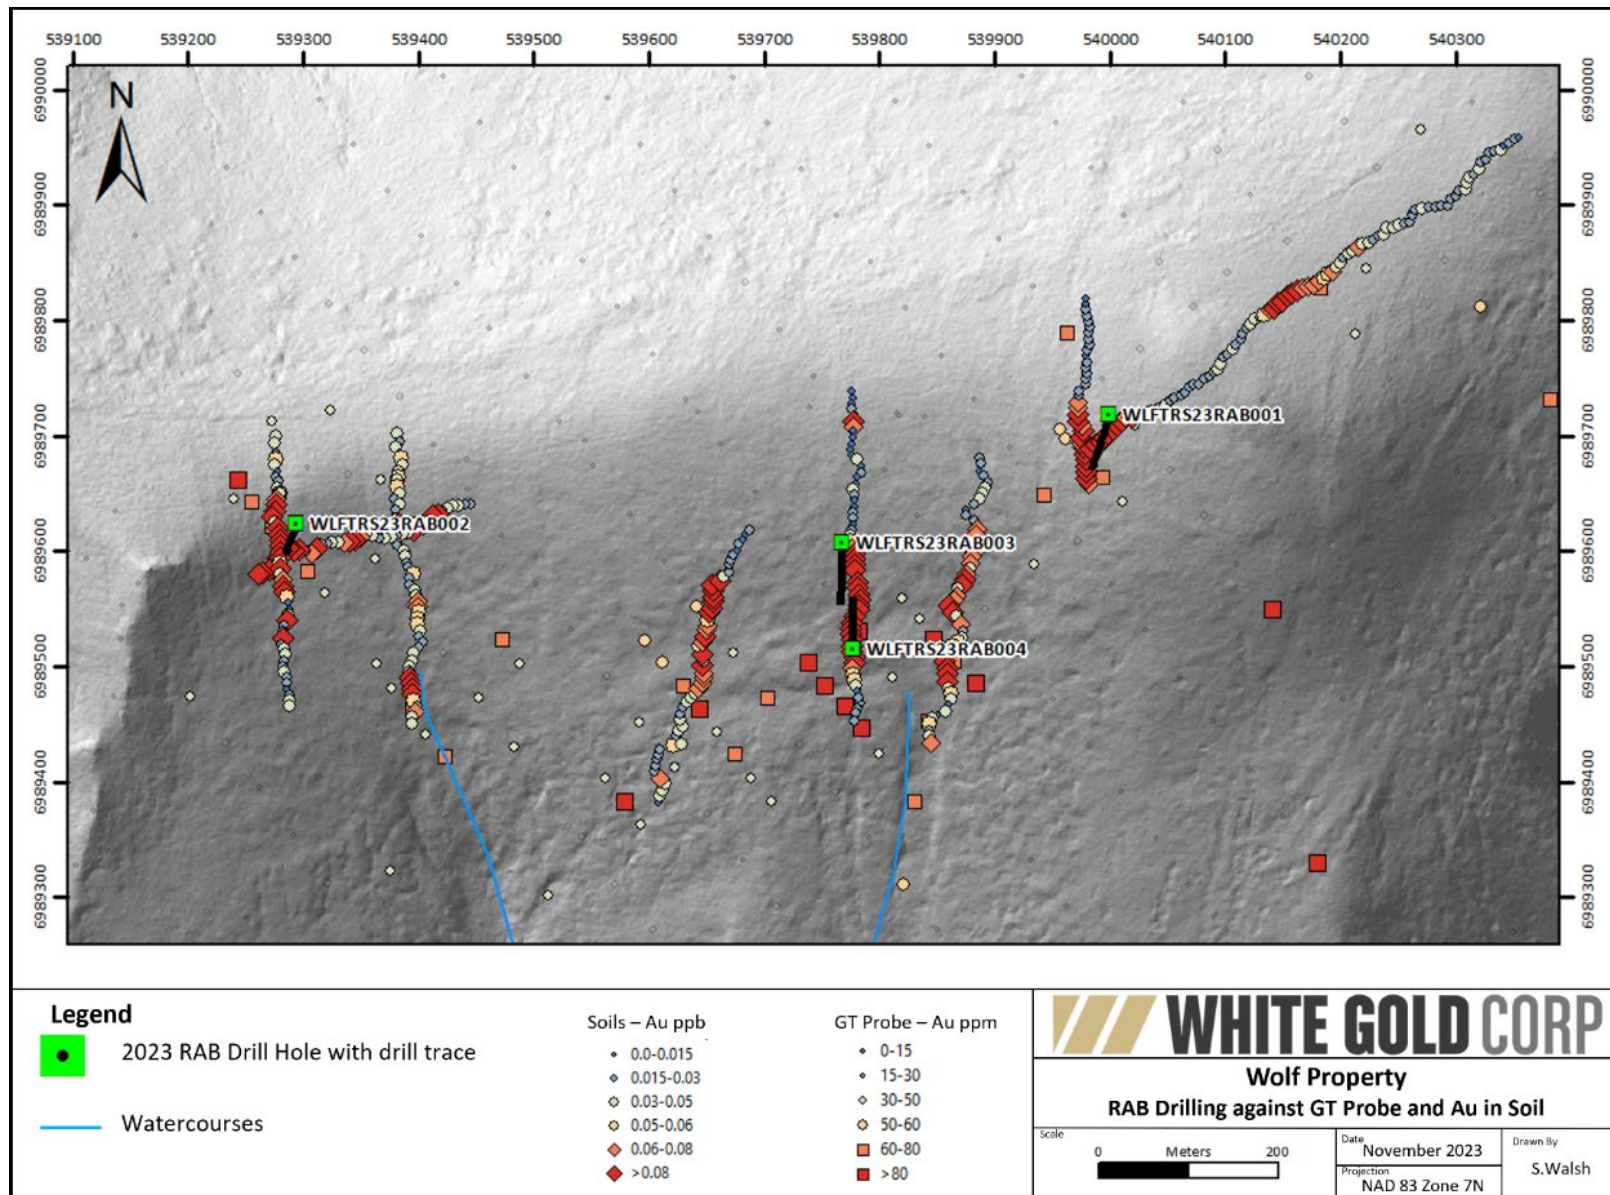 539100 539200 539300 539400 539500 539600 539700 539800 539900 540000 540100 540200 540300
6990000 6990000
N
6989900 6989900
6989800 6989800
6989700 6989700
WLFTRS23RAB001
WLFTRS23RAB002
6989600 6989600
WLFTRS23RAB003
WLFTRS23RAB004
6989500 6989500
6989400 6989400
6989300 6989300
Legend
2023 RAB Drill Hole with drill trace
Watercourses
Soils – Au ppb
0.0-0.015
0.015-0.03
0.03-0.05
0.05-0.06
0.06-0.08
>0.08
GT Probe – Au ppm
0-15
15-30
30-50
50-60
60-80
>80
WHITE GOLD CORP
Wolf Property
RAB Drilling against GT Probe and Au in Soil
Scale
0 Meters 200
Date
November 2023
Projection
NAD 83 Zone 7N
Drawn By
S.Walsh